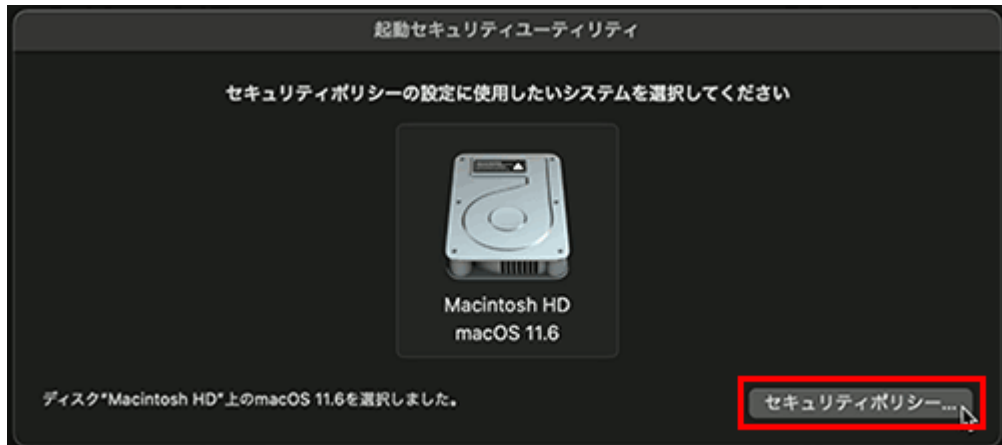 起動セキュリティユーティリティ
セキュリティポリシーの設定に使用したいシステムを選択してください
Macintosh HD
macOS 11.6
ディスク"Macintosh HD"上のmacOS 11.6を選択しました。
セキュリティポリシー...